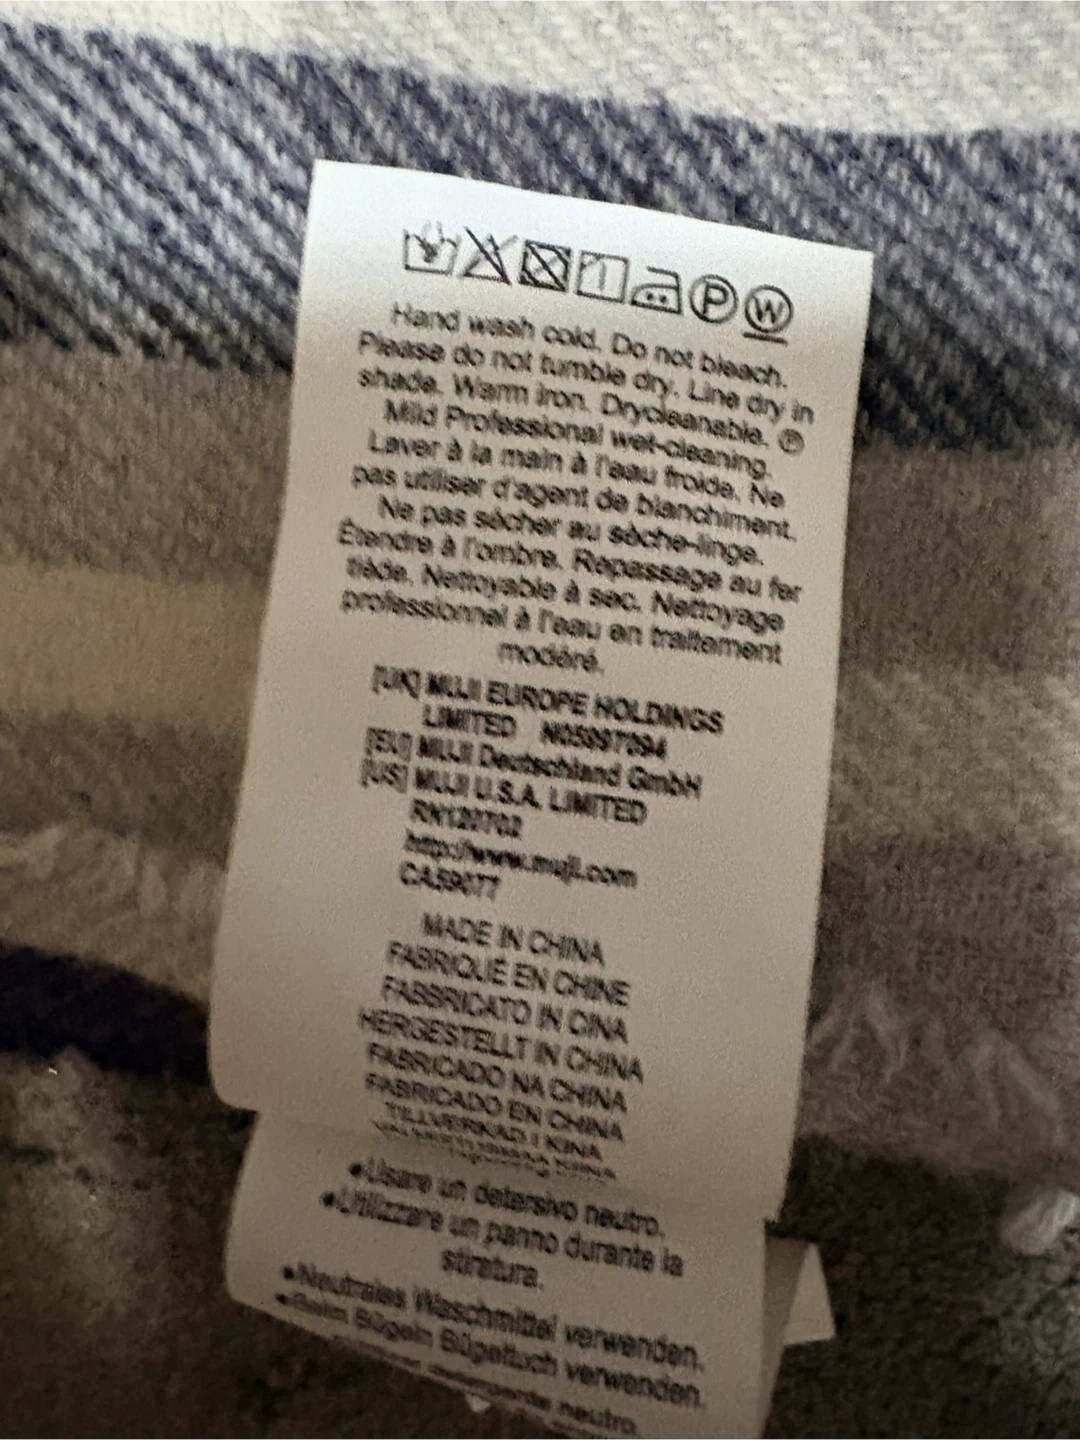 P W
Hand wash cold. Do not bleach.
Please do not tumble dry. Line dry in
shade. Warm iron. Drycleanable. Ⓟ
Mild Professional wet-cleaning.
Laver à la main à l'eau froide. Ne
pas utiliser d'agent de blanchiment.
Ne pas sécher au sèche-linge.
Étendre à l'ombre. Repassage au fer
tiède. Nettoyable à sec. Nettoyage
professionnel à l'eau en traitement
modéré.
[UK] MUJI EUROPE HOLDINGS
LIMITED N05997094
[EU] MUJI Deutschland GmbH
[US] MUJI U.S.A. LIMITED
RN120702
http://www.muji.com
CA59077
MADE IN CHINA
FABRIQUÉ EN CHINE
FABBRICATO IN CINA
HERGESTELLT IN CHINA
FABRICADO NA CHINA
FABRICADO EN CHINA
TILLVERKAD I KINA
•Usare un detersivo neutro.
•Utilizzare un panno durante la
stiratura.
•Neutrales Waschmittel verwenden.
•Beim Bügeln Bügeltuch verwenden.
detergente neutro.